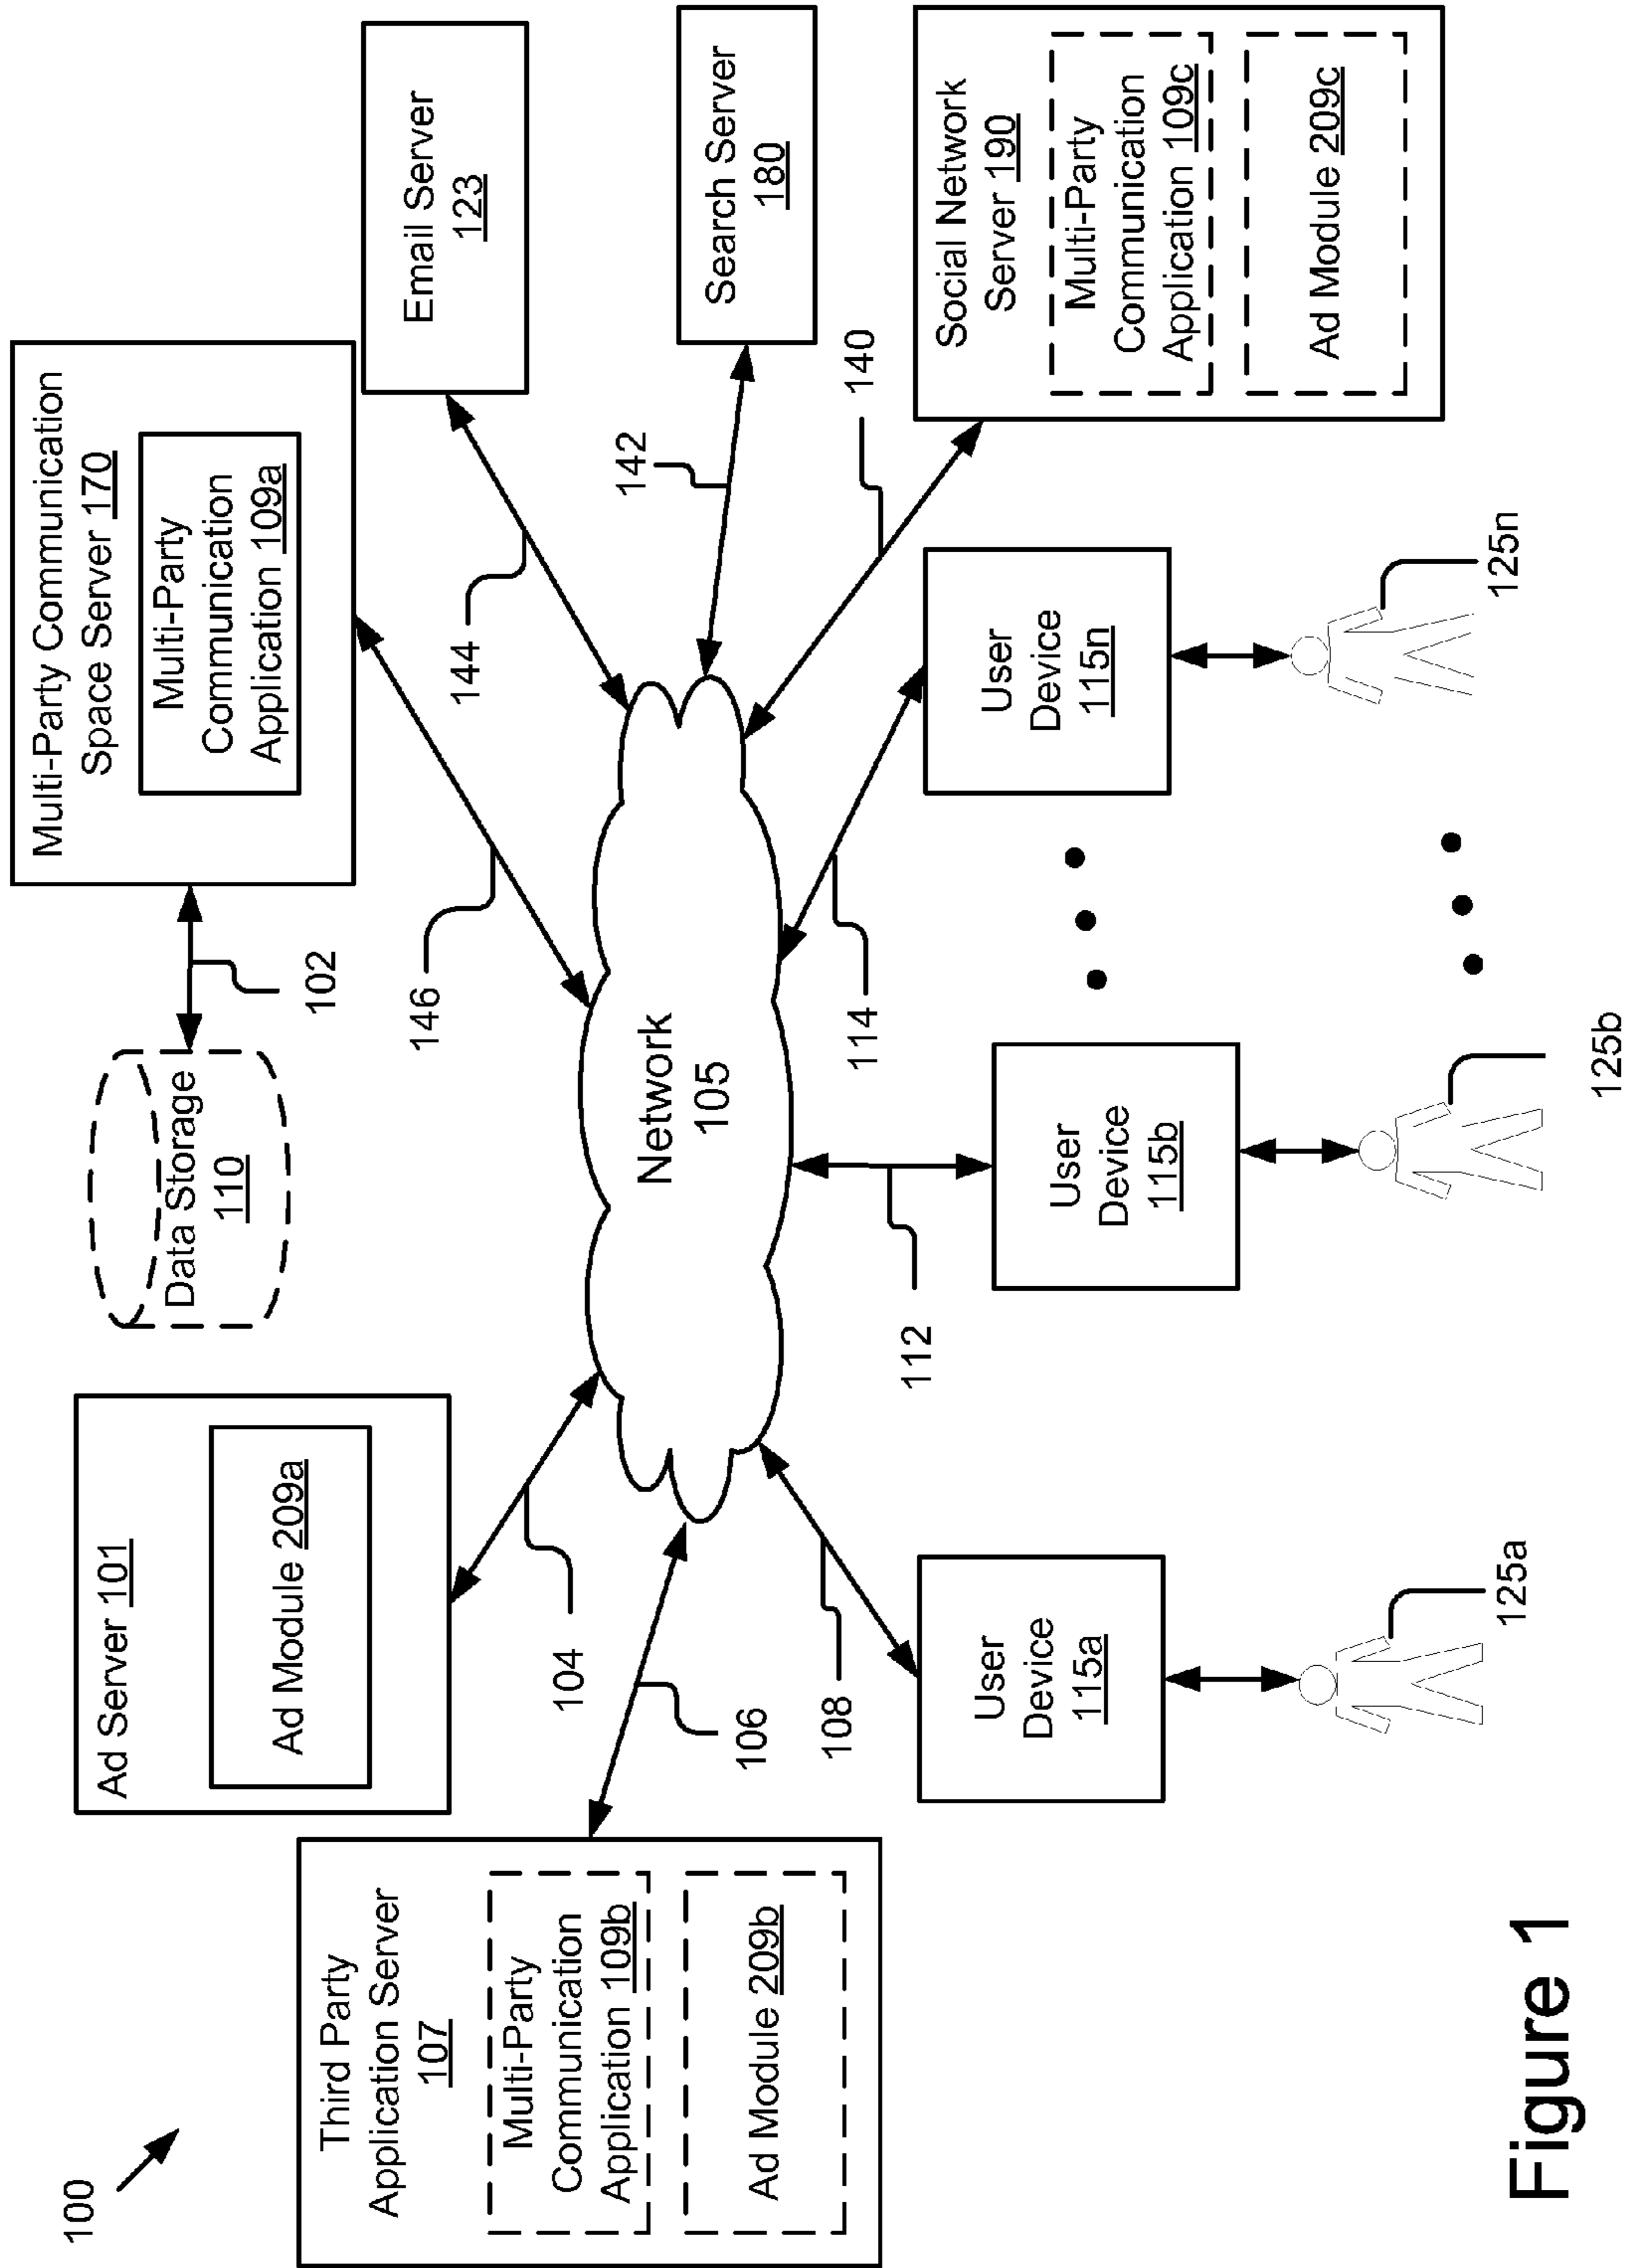 100
Third Party
Application Server
107
Multi-Party
Communication
Application 109b
Ad Module 209b
Ad Server 101
Ad Module 209a
Data Storage
110
102
Multi-Party Communication
Space Server 170
Multi-Party
Communication
Application 109a
Email Server
123
Search Server
180
Social Network
Server 190
Multi-Party
Communication
Application 109c
Ad Module 209c
104
106
108
146
144
142
140
Network
105
112
114
User
Device
115a
User
Device
115b
User
Device
115n
125a
125b
125n
Figure 1